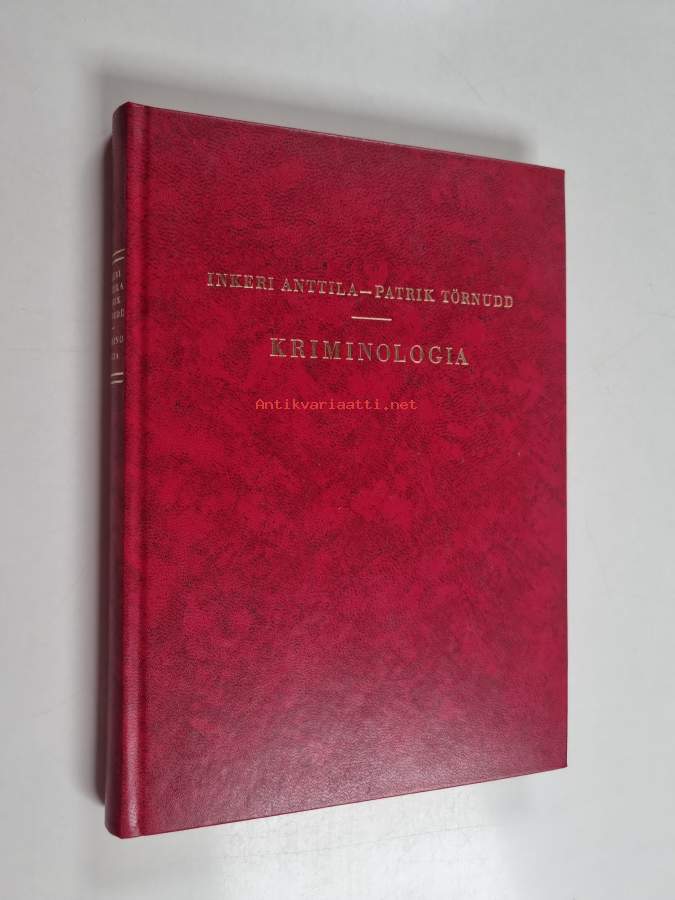 INKERI ANTTILA—PATRIK TÖRNUDD
KRIMINOLOGIA
Antikvariaatti.net